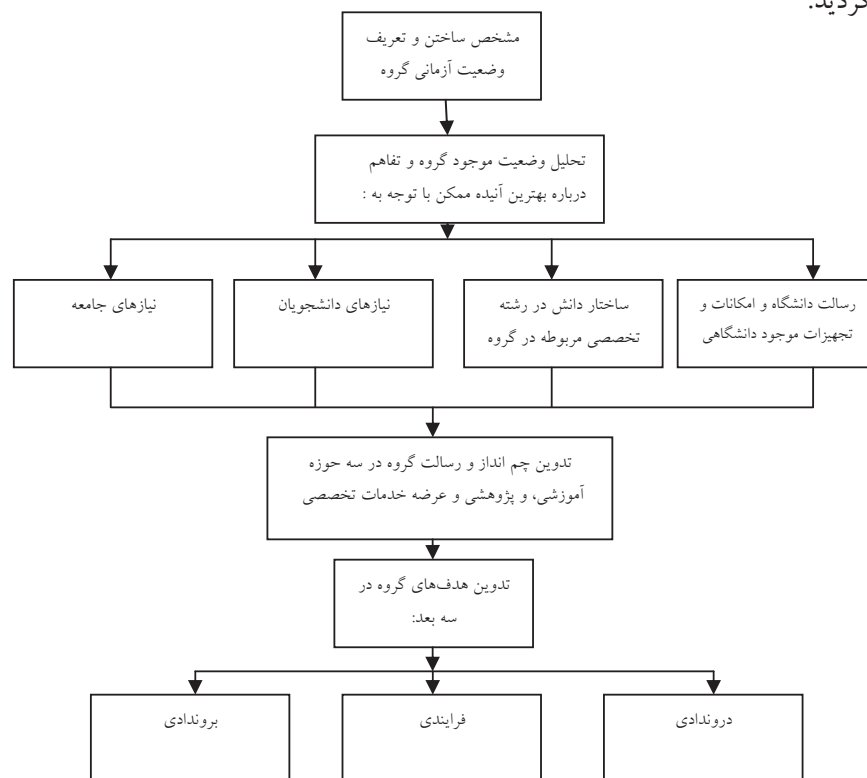 گردید.
مشخص ساختن و تعریف
وضعیت آزمانی گروه
تحلیل وضعیت موجود گروه و تفاهم
درباره بهترین آنیده ممکن با توجه به :
رسالت دانشگاه و امکانات و
تجهیزات موجود دانشگاهی
ساختار دانش در رشته
تخصصی مربوطه در گروه
نیازهای دانشجویان
نیازهای جامعه
تدوین چم انداز و رسالت گروه در سه حوزه
آموزشی، و پژوهشی و عرضه خدمات تخصصی
تدوین هدف‌های گروه در
سه بعد:
دروندادی
فرایندی
بروندادی